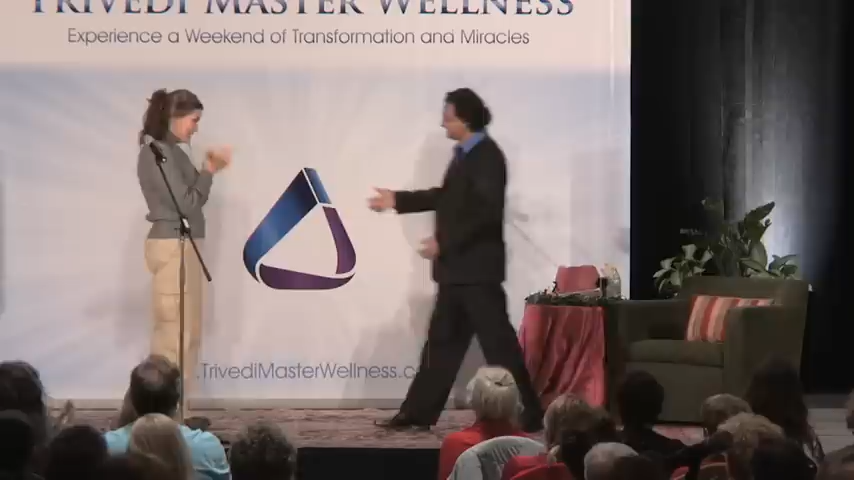 TRIVEDI MASTER WELLNESS
Experience a Weekend of Transformation and Miracles
TrivediMasterWellness.c